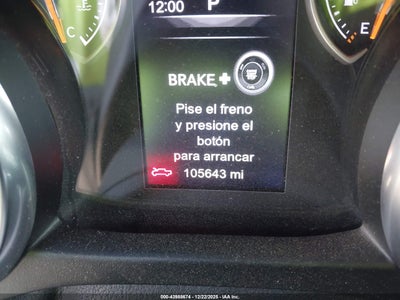 12:00 P
C
E
BRAKE +
Pise el freno
y presione el
botón
para arrancar
105643 mi
000-43988674 - 12/22/2025 - IAA Inc.